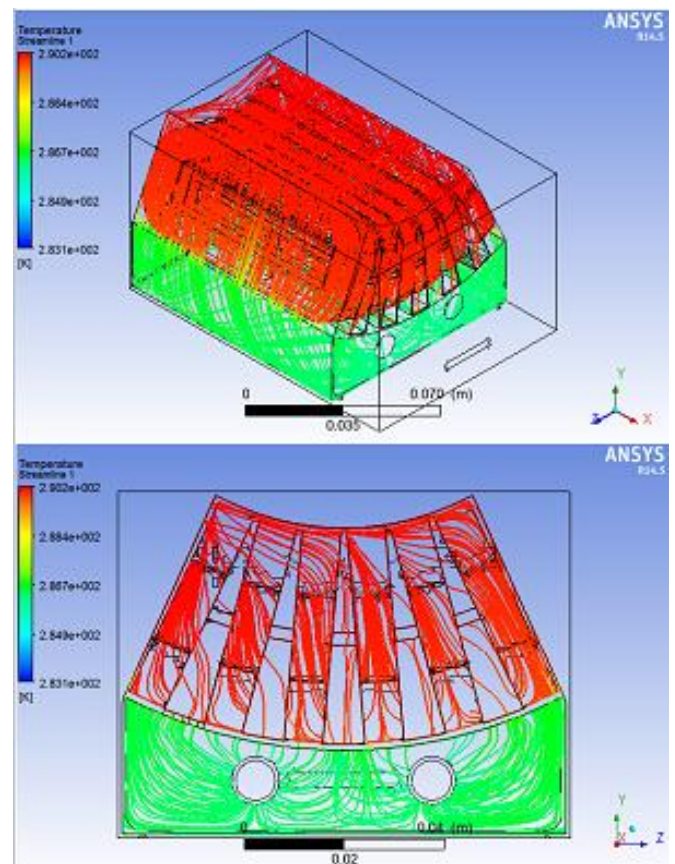 ANSYS
R14.5
Temperature
Streamline 1
2.902e+002
2.884e+002
2.867e+002
2.849e+002
2.831e+002
[K]
0
0.070 (m)
0.035
Y
Z
X
ANSYS
R14.5
Temperature
Streamline 1
2.902e+002
2.884e+002
2.867e+002
2.849e+002
2.831e+002
[K]
0
0.04 (m)
0.02
Y
X
Z